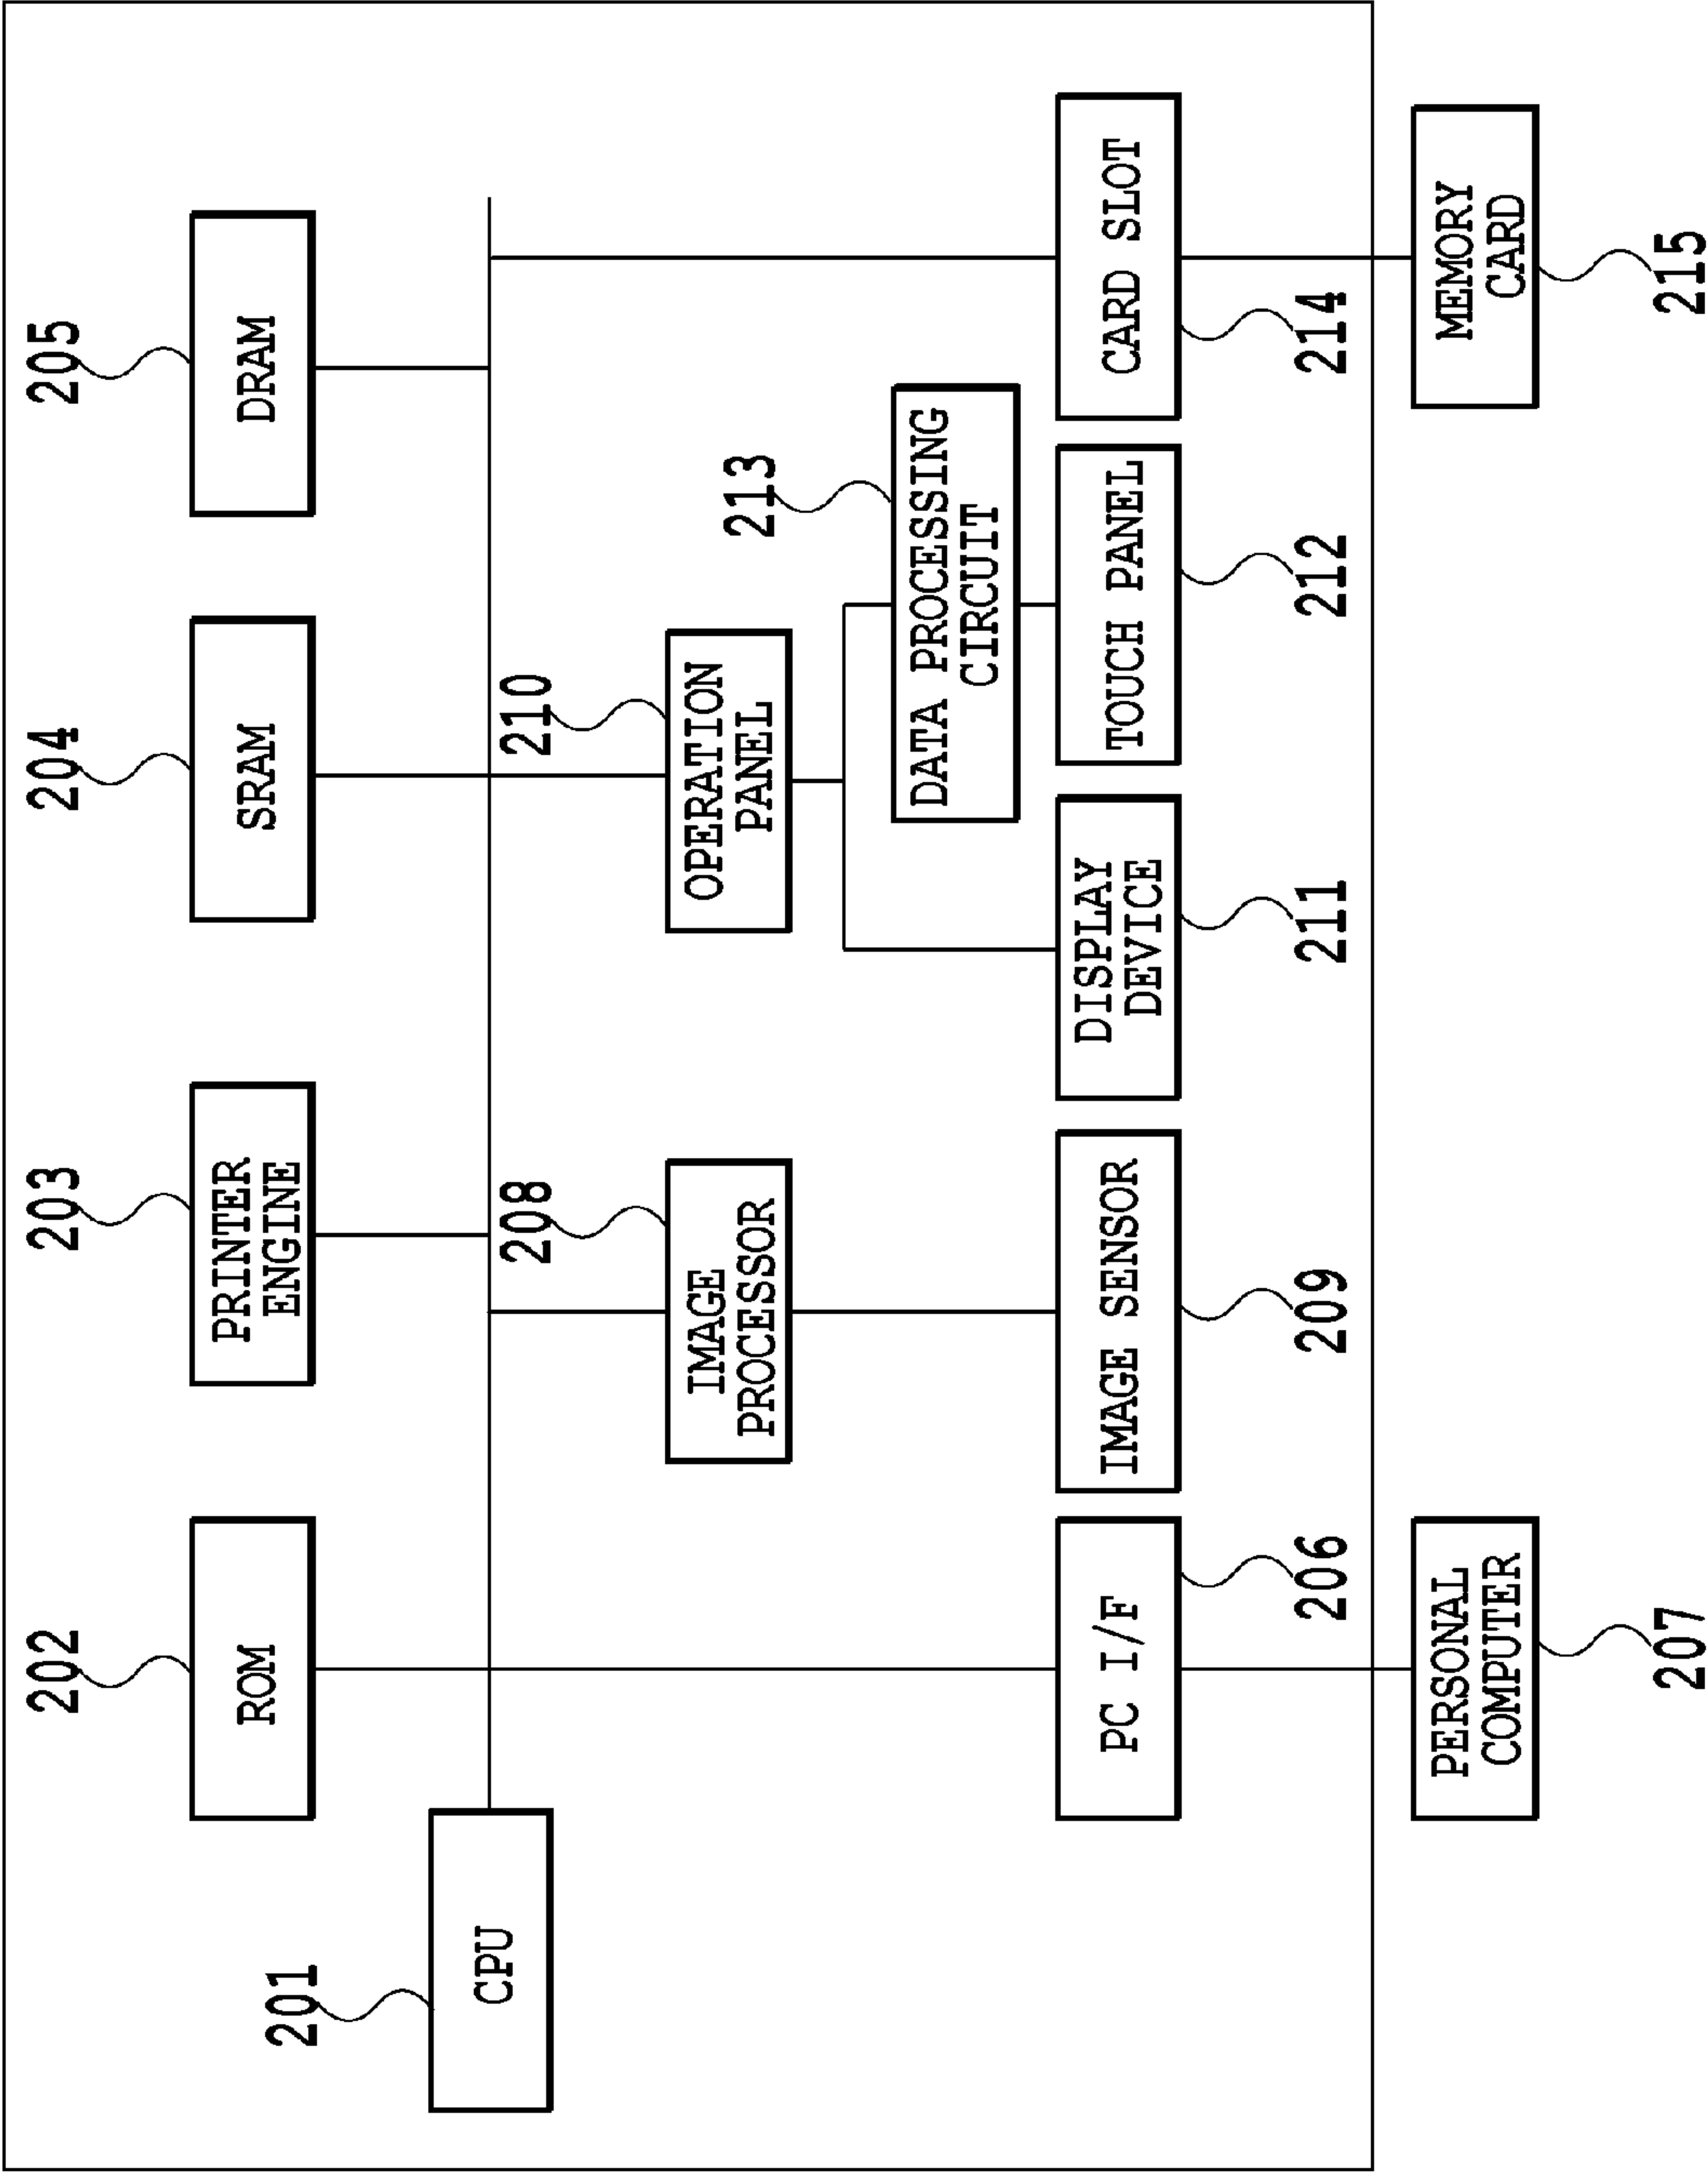 202
203
204
205
ROM
PRINTER
ENGINE
SRAM
DRAM
201
CPU
208
210
IMAGE
PROCESSOR
OPERATION
PANEL
213
DATA PROCESSING
CIRCUIT
PC I/F
IMAGE SENSOR
DISPLAY
DEVICE
TOUCH PANEL
CARD SLOT
206
209
211
212
214
PERSONAL
COMPUTER
MEMORY
CARD
207
215